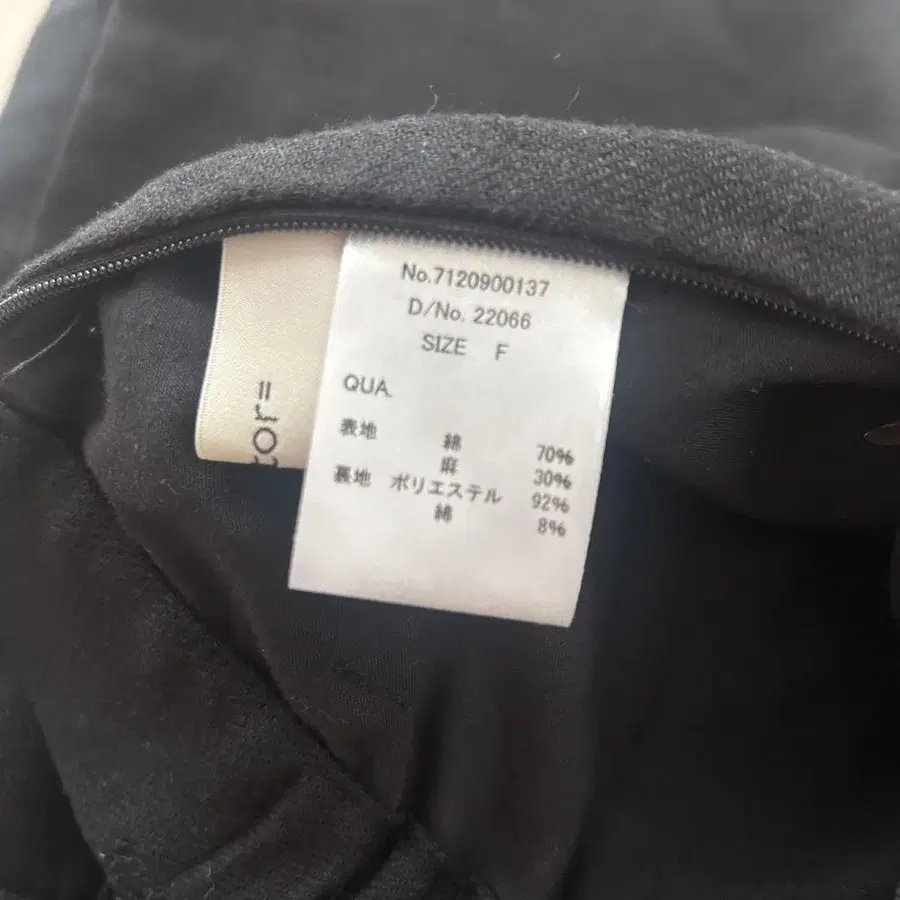 No.7120900137
D/No. 22066
SIZE F
QUA.
表地 綿 70%
麻 30%
裏地 ポリエステル 92%
綿 8%
tor=